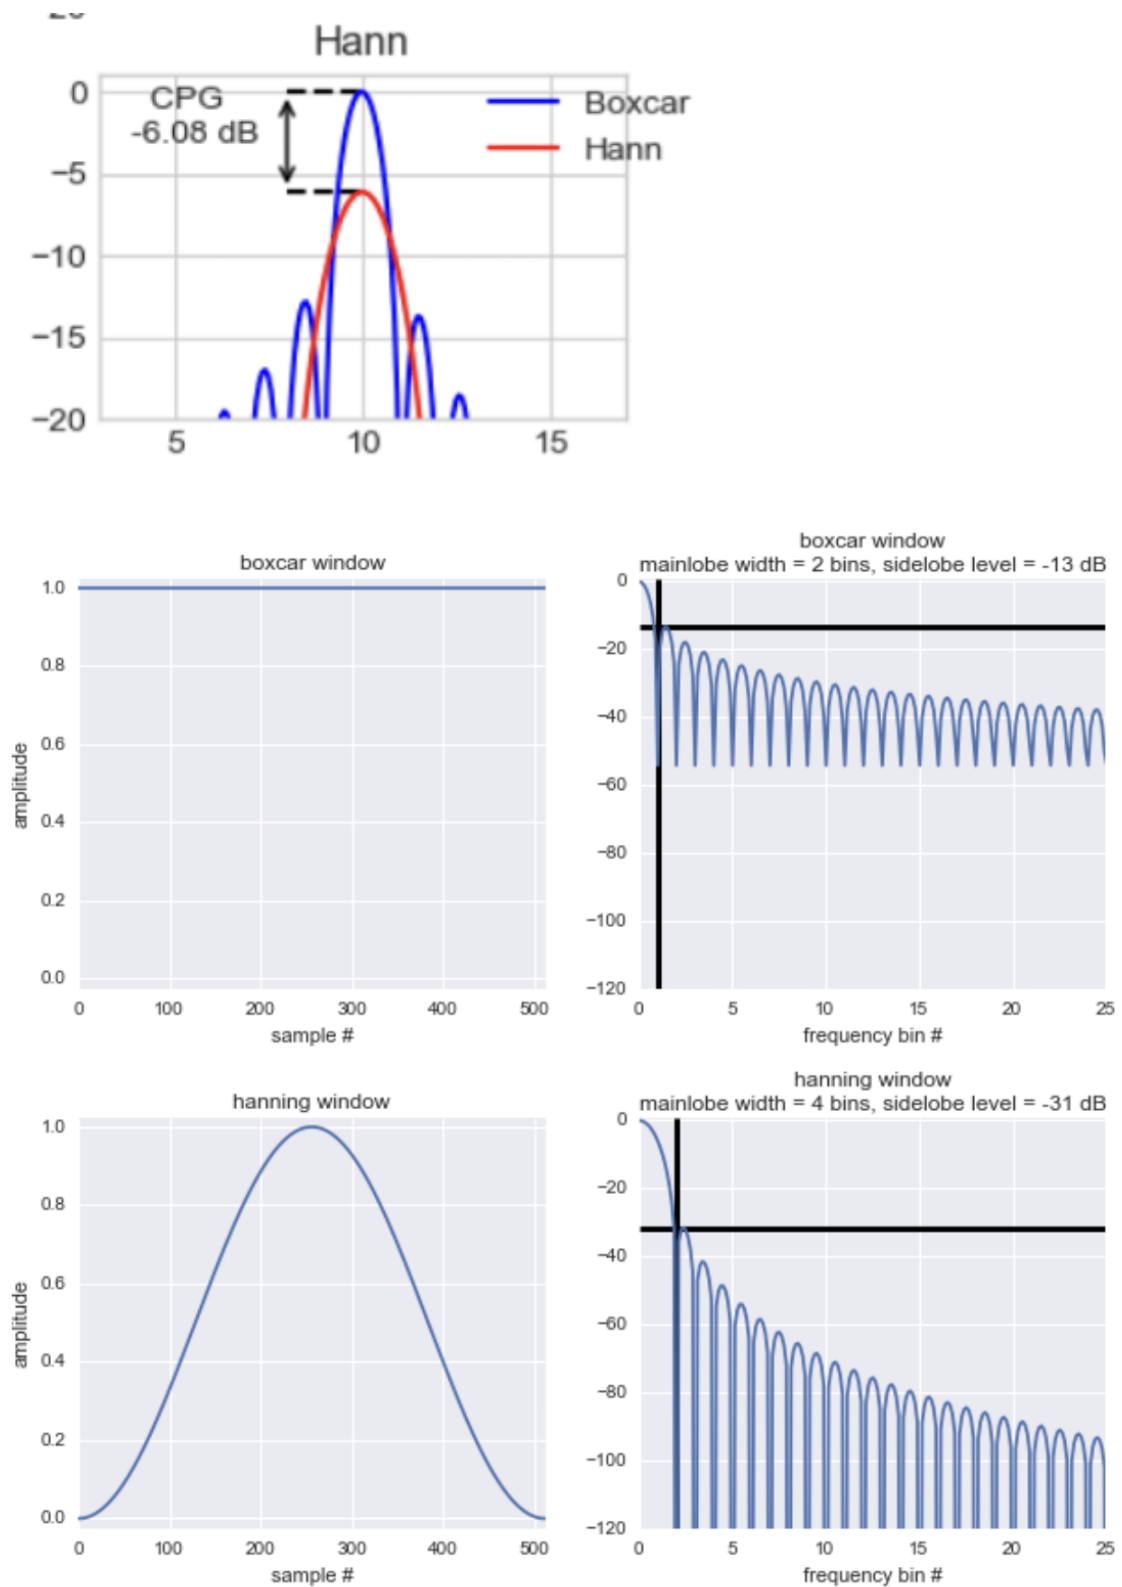 Hann
CPG
-6.08 dB
Boxcar
Hann
0
−5
−10
−15
−20
5 10 15
boxcar window
1.0
0.8
0.6
0.4
0.2
0.0
amplitude
0 100 200 300 400 500
sample #
boxcar window
mainlobe width = 2 bins, sidelobe level = -13 dB
0
−20
−40
−60
−80
−100
−120
0 5 10 15 20 25
frequency bin #
hanning window
1.0
0.8
0.6
0.4
0.2
0.0
amplitude
0 100 200 300 400 500
sample #
hanning window
mainlobe width = 4 bins, sidelobe level = -31 dB
0
−20
−40
−60
−80
−100
−120
0 5 10 15 20 25
frequency bin #